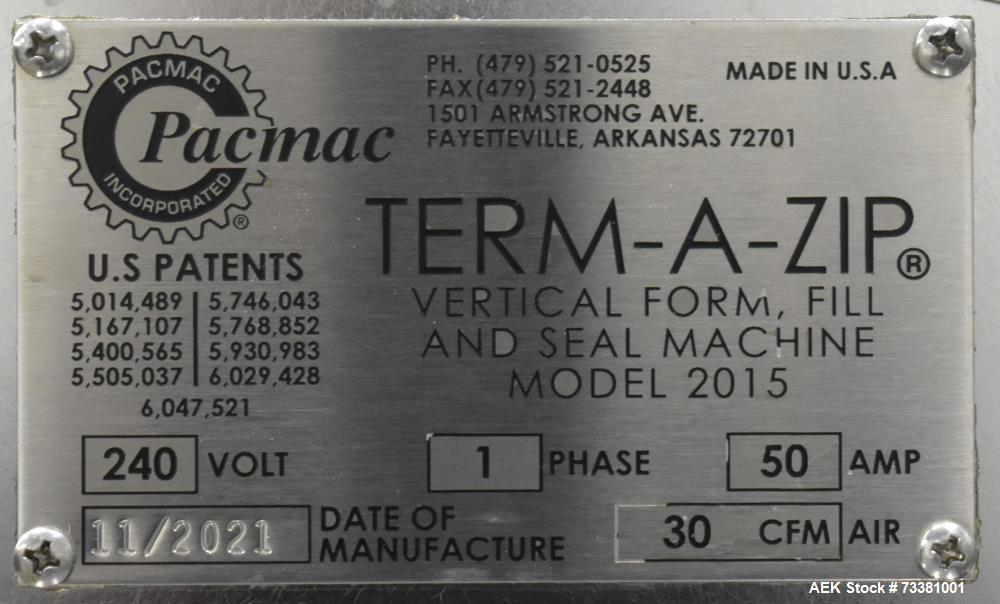 PACMAC
Pacmac
INCORPORATED
®
PH. (479) 521-0525
FAX(479) 521-2448
1501 ARMSTRONG AVE.
FAYETTEVILLE, ARKANSAS 72701
MADE IN U.S.A
TERM-A-ZIP®
VERTICAL FORM, FILL
AND SEAL MACHINE
MODEL 2015
U.S PATENTS
5,014,489 | 5,746,043
5,167,107 | 5,768,852
5,400,565 | 5,930,983
5,505,037 | 6,029,428
6,047,521
240 VOLT
1 PHASE
50 AMP
11/2021 DATE OF
MANUFACTURE
30 CFM AIR
AEK Stock # 73381001